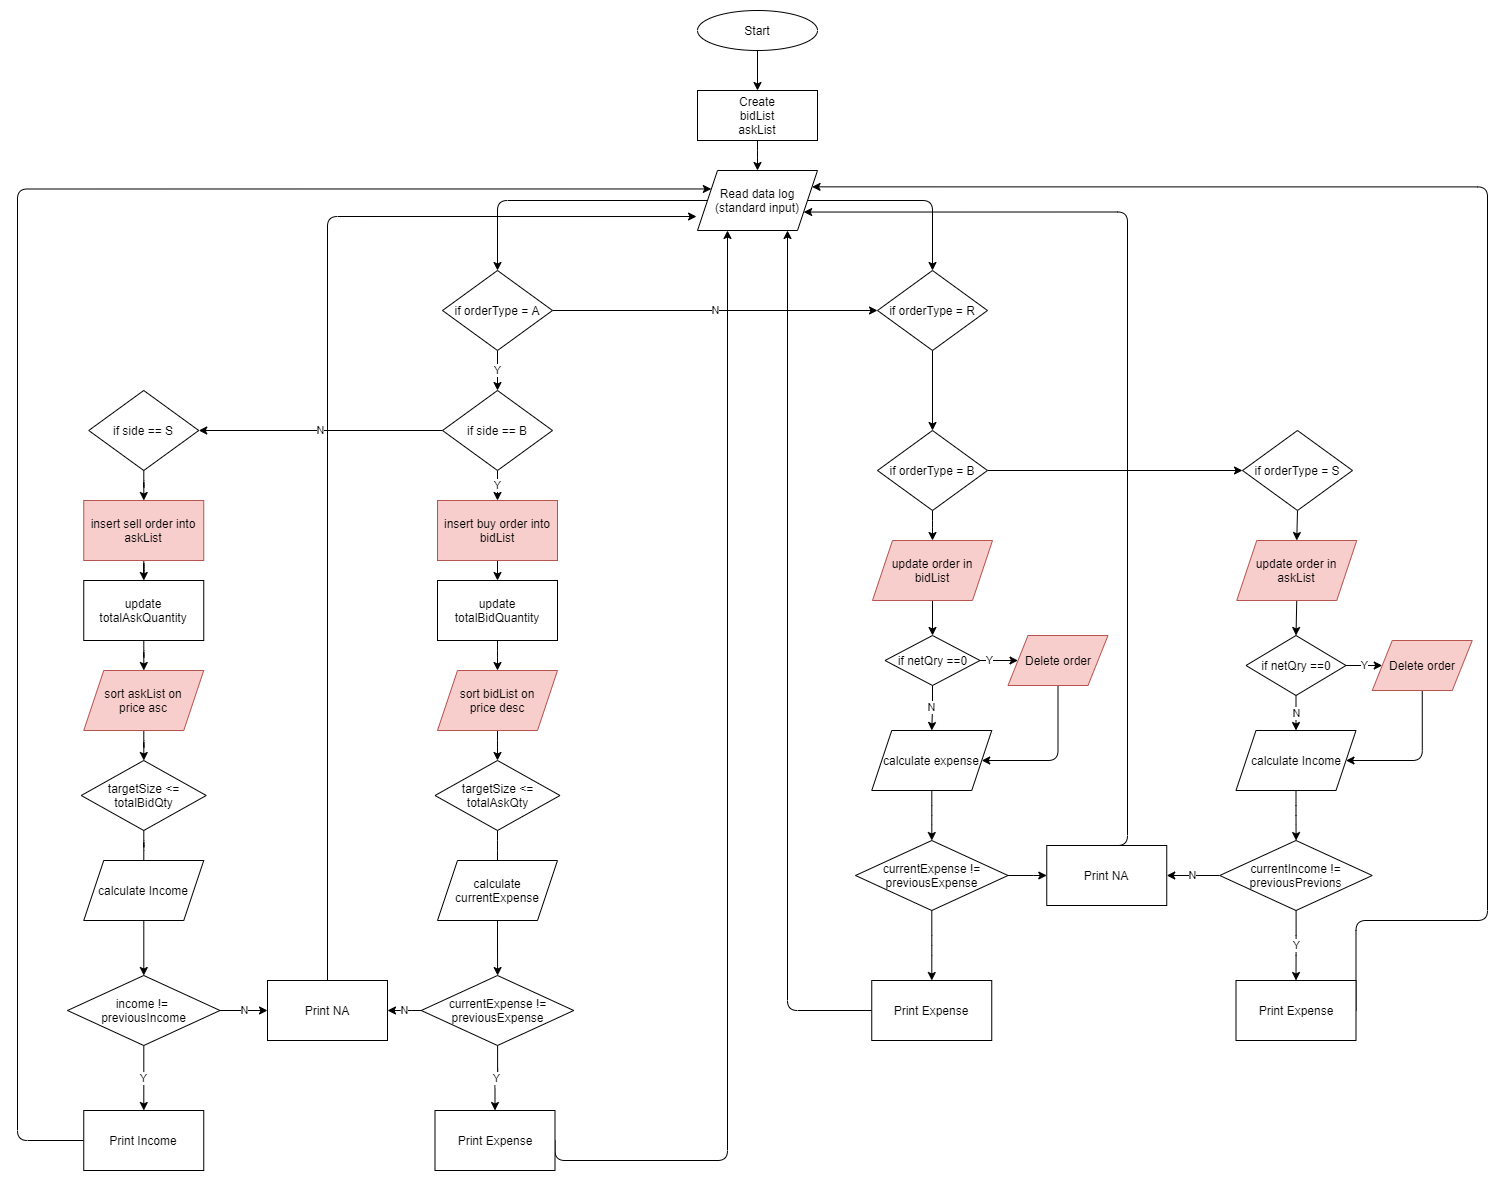 Start
Create
bidList
askList
Read data log
(standard input)
if orderType = A
N
if orderType = R
Y
if side == S
N
if side == B
Y
if orderType = B
if orderType = S
insert sell order into
askList
insert buy order into
bidList
update order in
bidList
update order in
askList
update
totalAskQuantity
update
totalBidQuantity
if netQry ==0
Y
Delete order
if netQry ==0
Y
Delete order
N
N
sort askList on
price asc
sort bidList on
price desc
calculate expense
calculate Income
targetSize <=
totalBidQty
targetSize <=
totalAskQty
calculate Income
calculate
currentExpense
currentExpense !=
previousExpense
Print NA
N
currentIncome !=
previousPrevions
Y
income !=
previousIncome
N
Print NA
N
currentExpense !=
previousExpense
Print Expense
Print Expense
Y
Y
Print Income
Print Expense